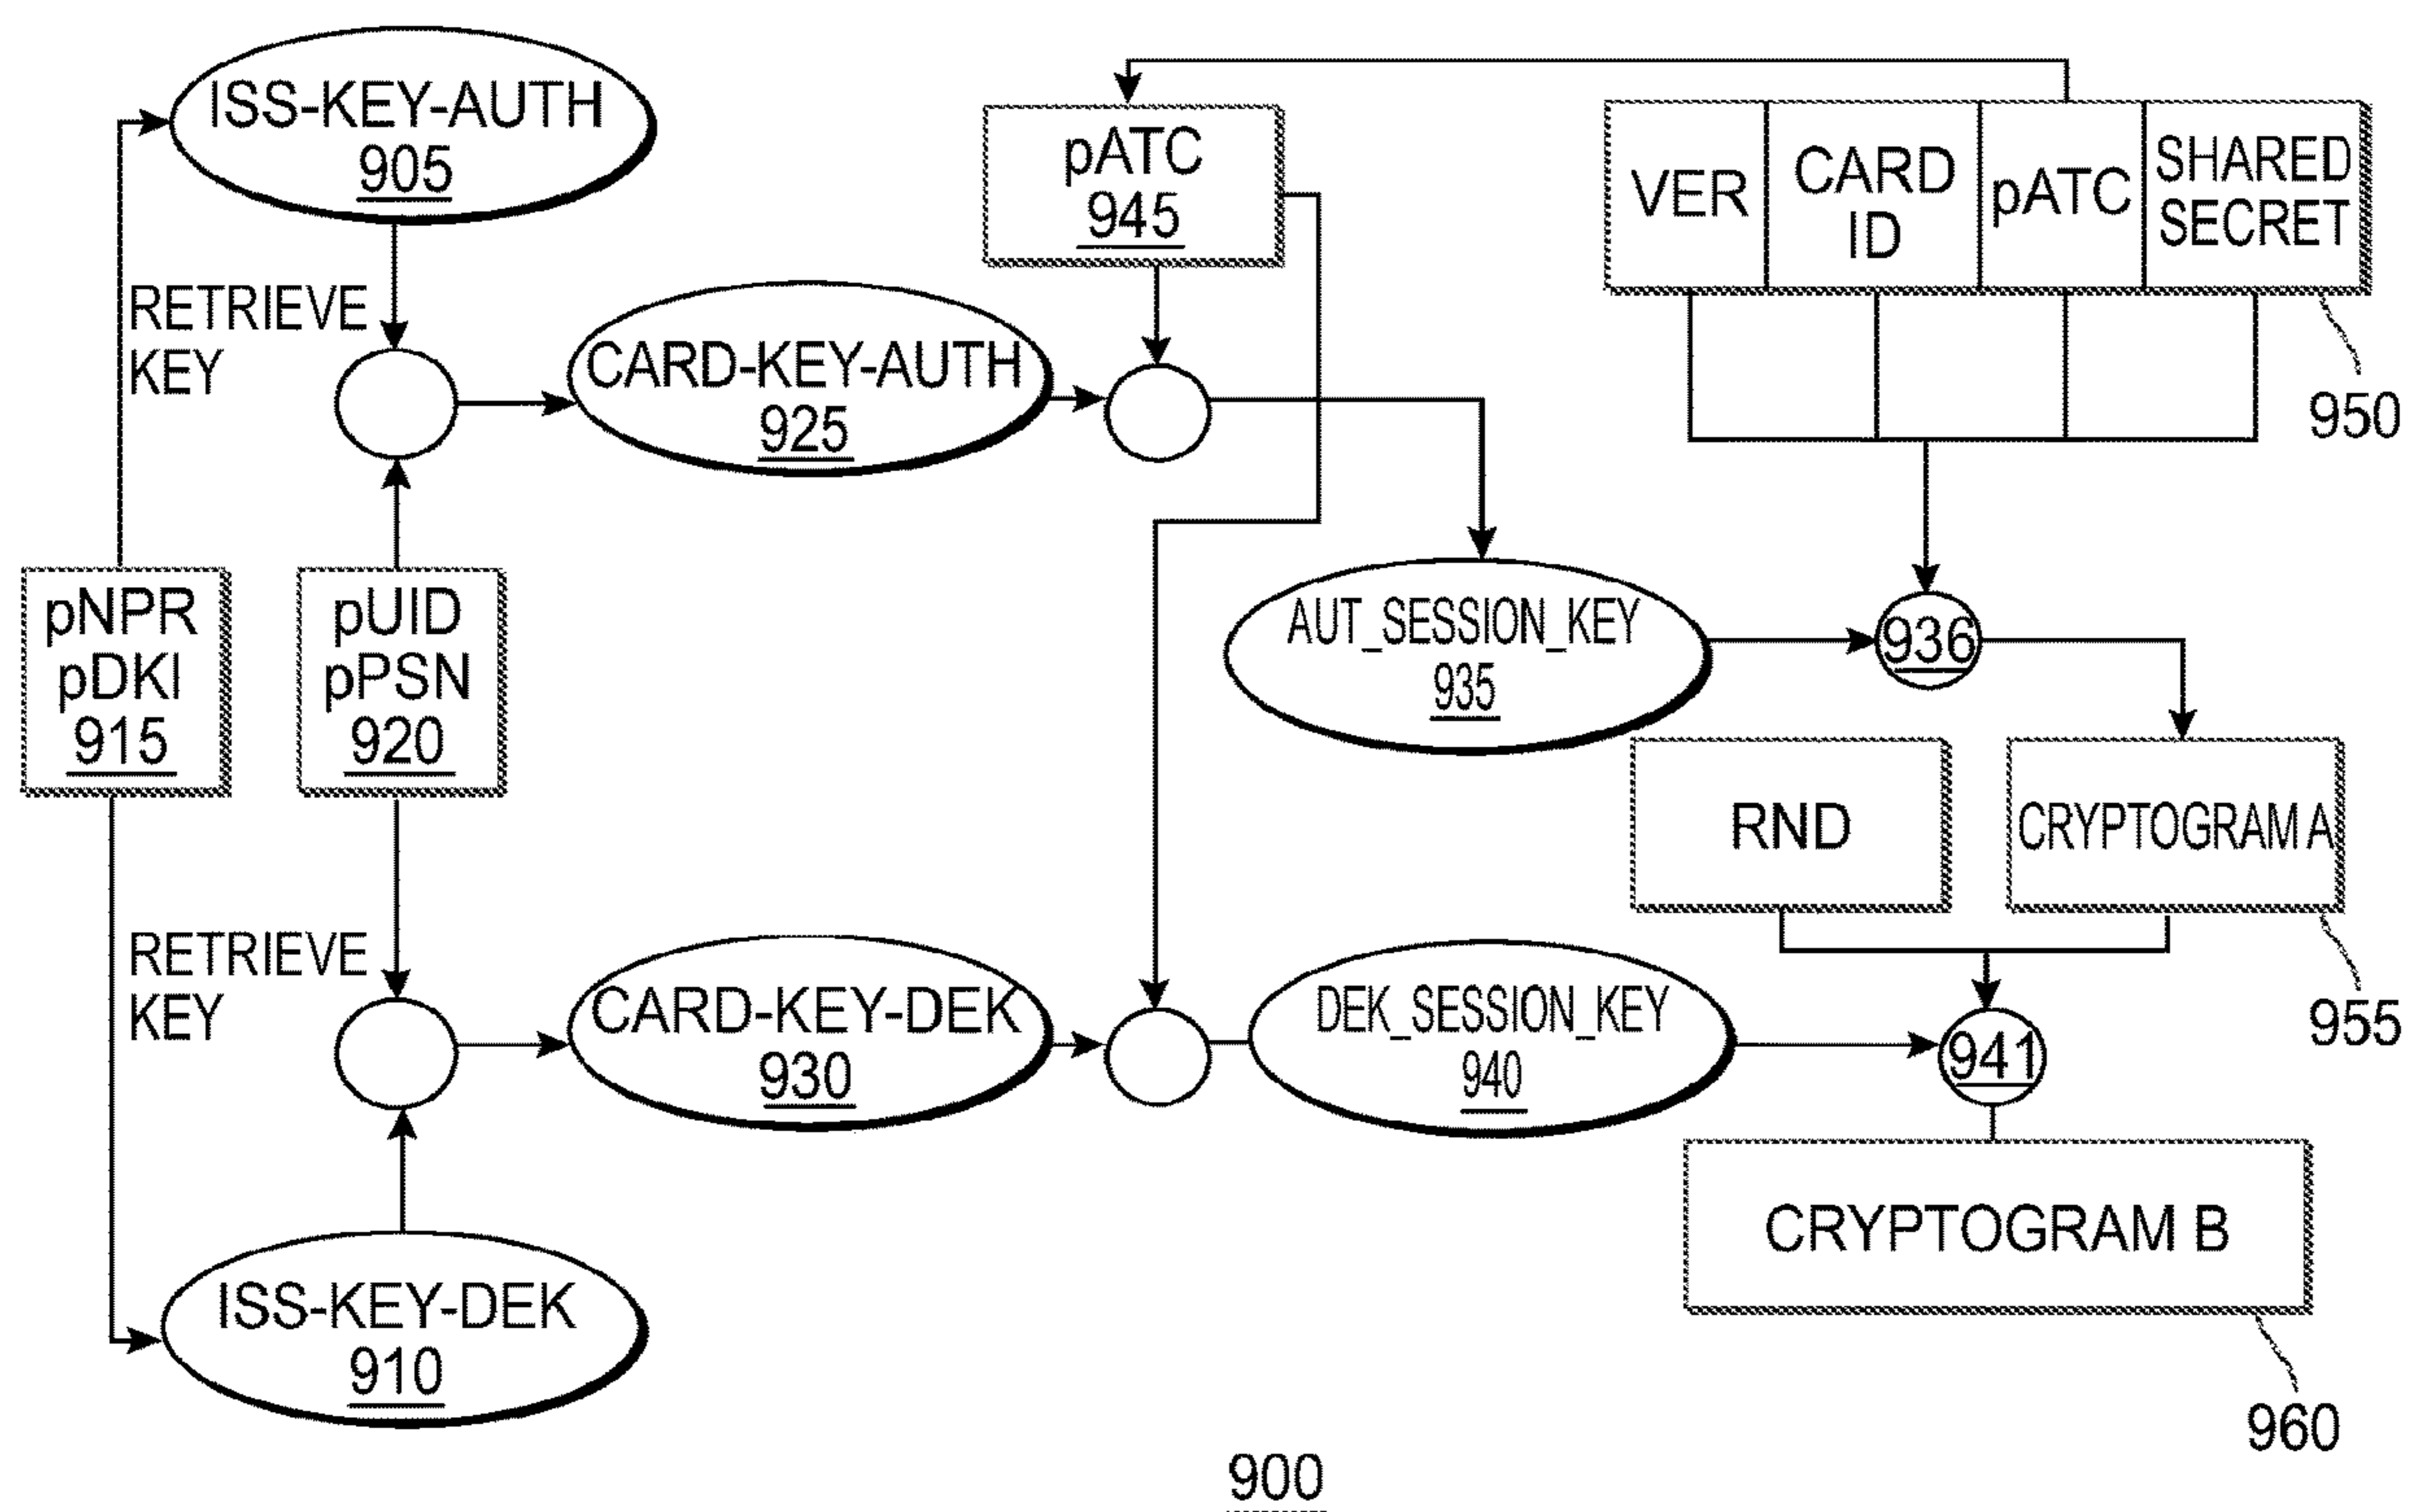 ISS-KEY-AUTH
905
pATC
945
VER
CARD
ID
pATC
SHARED
SECRET
950
RETRIEVE
KEY
CARD-KEY-AUTH
925
pNPR
pDKI
915
pUID
pPSN
920
AUT_SESSION_KEY
935
936
RND
CRYPTOGRAM A
955
RETRIEVE
KEY
CARD-KEY-DEK
930
DEK_SESSION_KEY
940
941
CRYPTOGRAM B
960
ISS-KEY-DEK
910
900